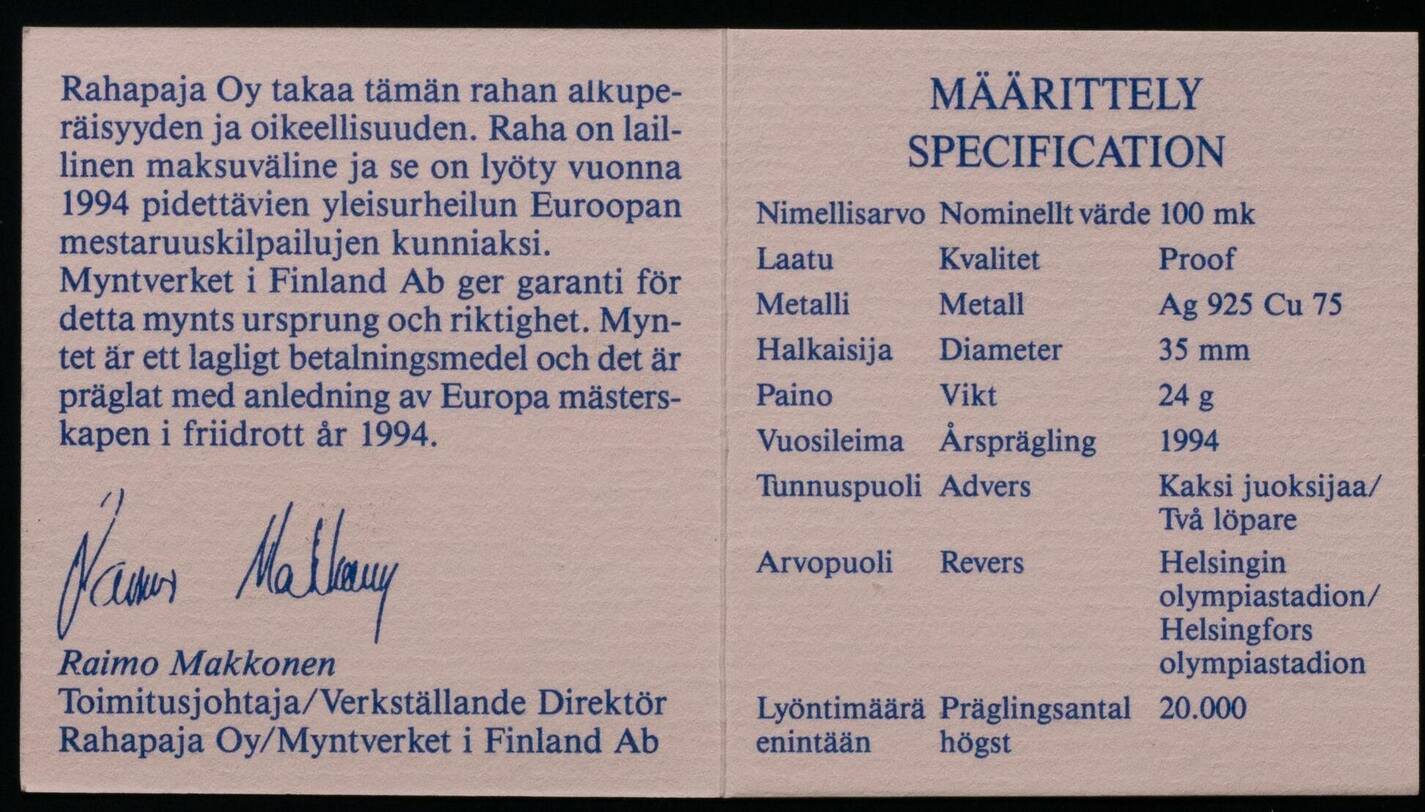 Rahapaja Oy takaa tämän rahan alkupe-
räisyyden ja oikeellisuuden. Raha on lail-
linen maksuväline ja se on lyöty vuonna
1994 pidettävien yleisurheilun Euroopan
mestaruuskilpailujen kunniaksi.
Myntverket i Finland Ab ger garanti för
detta mynts ursprung och riktighet. Myn-
tet är ett lagligt betalningsmedel och det är
präglat med anledning av Europa mästers-
kapen i friidrott år 1994.
Raimo Makkonen
Raimo Makkonen
Toimitusjohtaja/Verkställande Direktör
Rahapaja Oy/Myntverket i Finland Ab
MÄÄRITTELY
SPECIFICATION
Nimellisarvo Nominellt värde 100 mk
Laatu Kvalitet Proof
Metalli Metall Ag 925 Cu 75
Halkaisija Diameter 35 mm
Paino Vikt 24 g
Vuosileima Årsprägling 1994
Tunnuspuoli Advers Kaksi juoksijaa/
Två löpare
Arvopuoli Revers Helsingin
olympiastadion/
Helsingfors
olympiastadion
Lyöntimäärä Präglingsantal 20.000
enintään högst